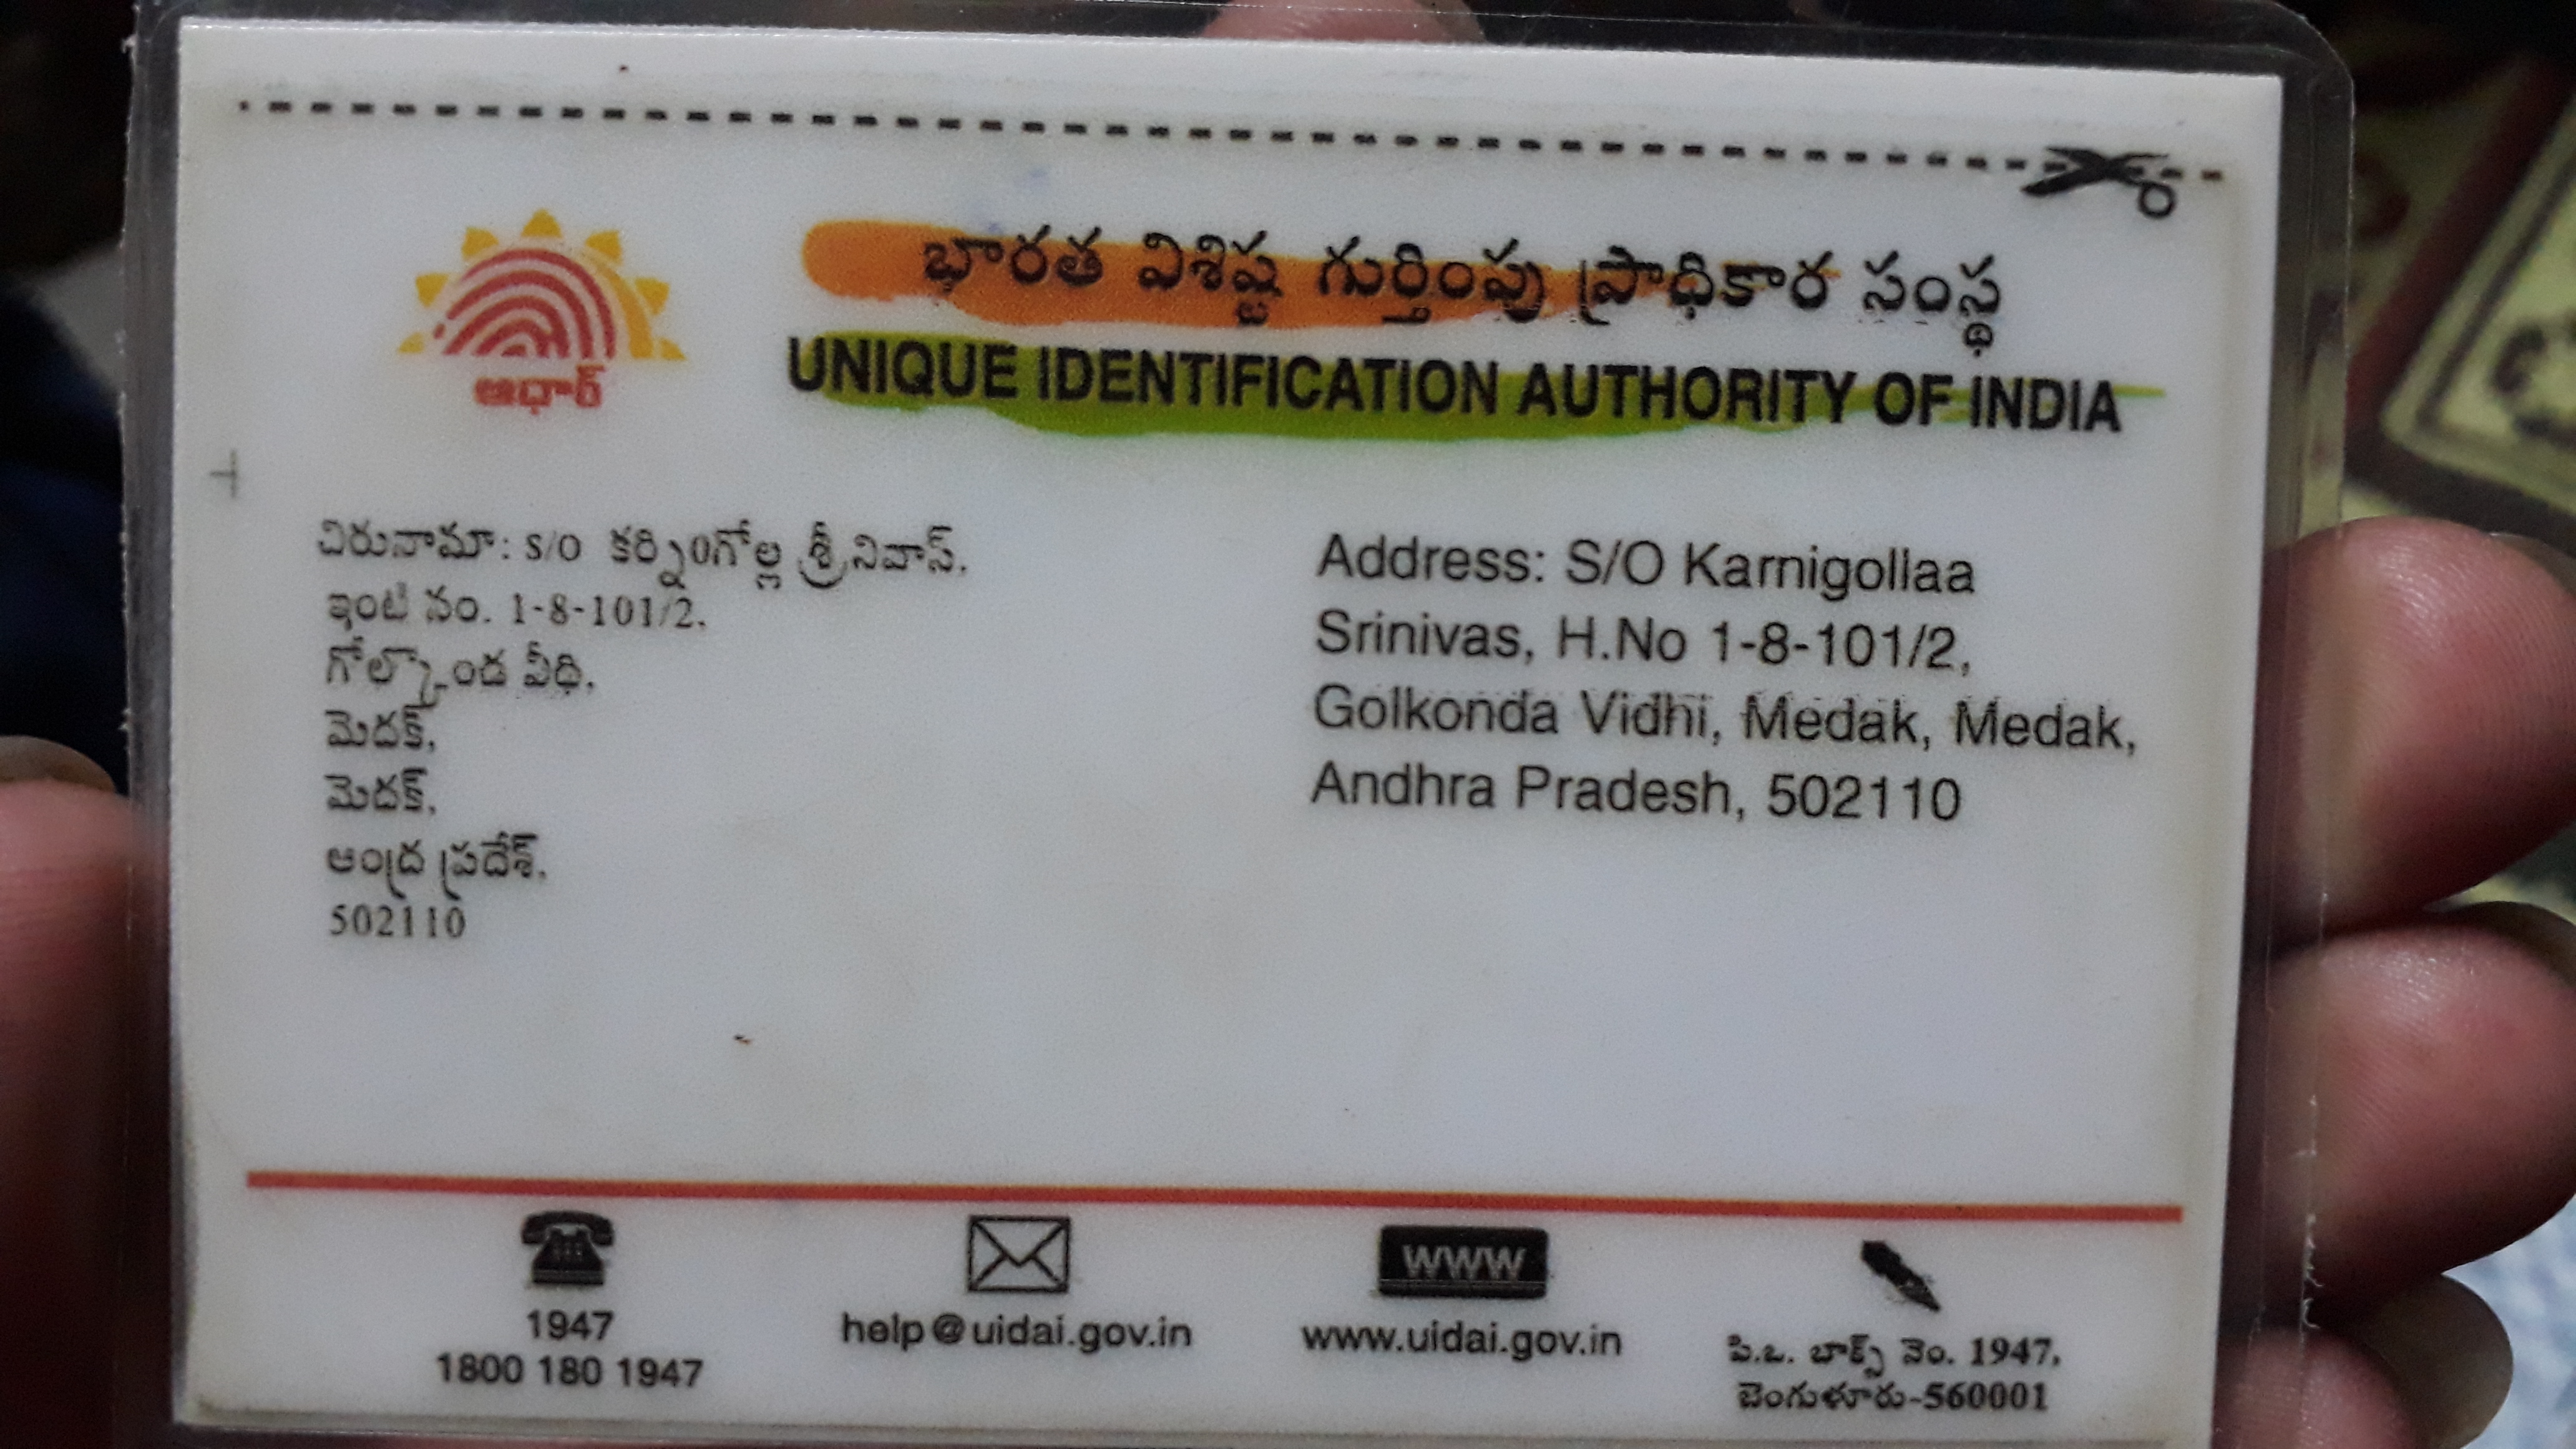 భారత విశిష్ట గుర్తింపు ప్రాధికార సంస్థ
UNIQUE IDENTIFICATION AUTHORITY OF INDIA
ఆధార్
చిరునామా: S/O కర్ని0గోల్ల శ్రీనివాస్,
ఇంటి నం. 1-8-101/2,
గోల్కొండ వీధి,
మెదక్,
మెదక్,
ఆంధ్ర ప్రదేశ్,
502110
Address: S/O Karnigollaa
Srinivas, H.No 1-8-101/2,
Golkonda Vidhi, Medak, Medak,
Andhra Pradesh, 502110
1947
1800 180 1947
help@uidai.gov.in
www
www.uidai.gov.in
పి.ఒ. బాక్స్ నెం. 1947,
బెంగుళూరు-560001